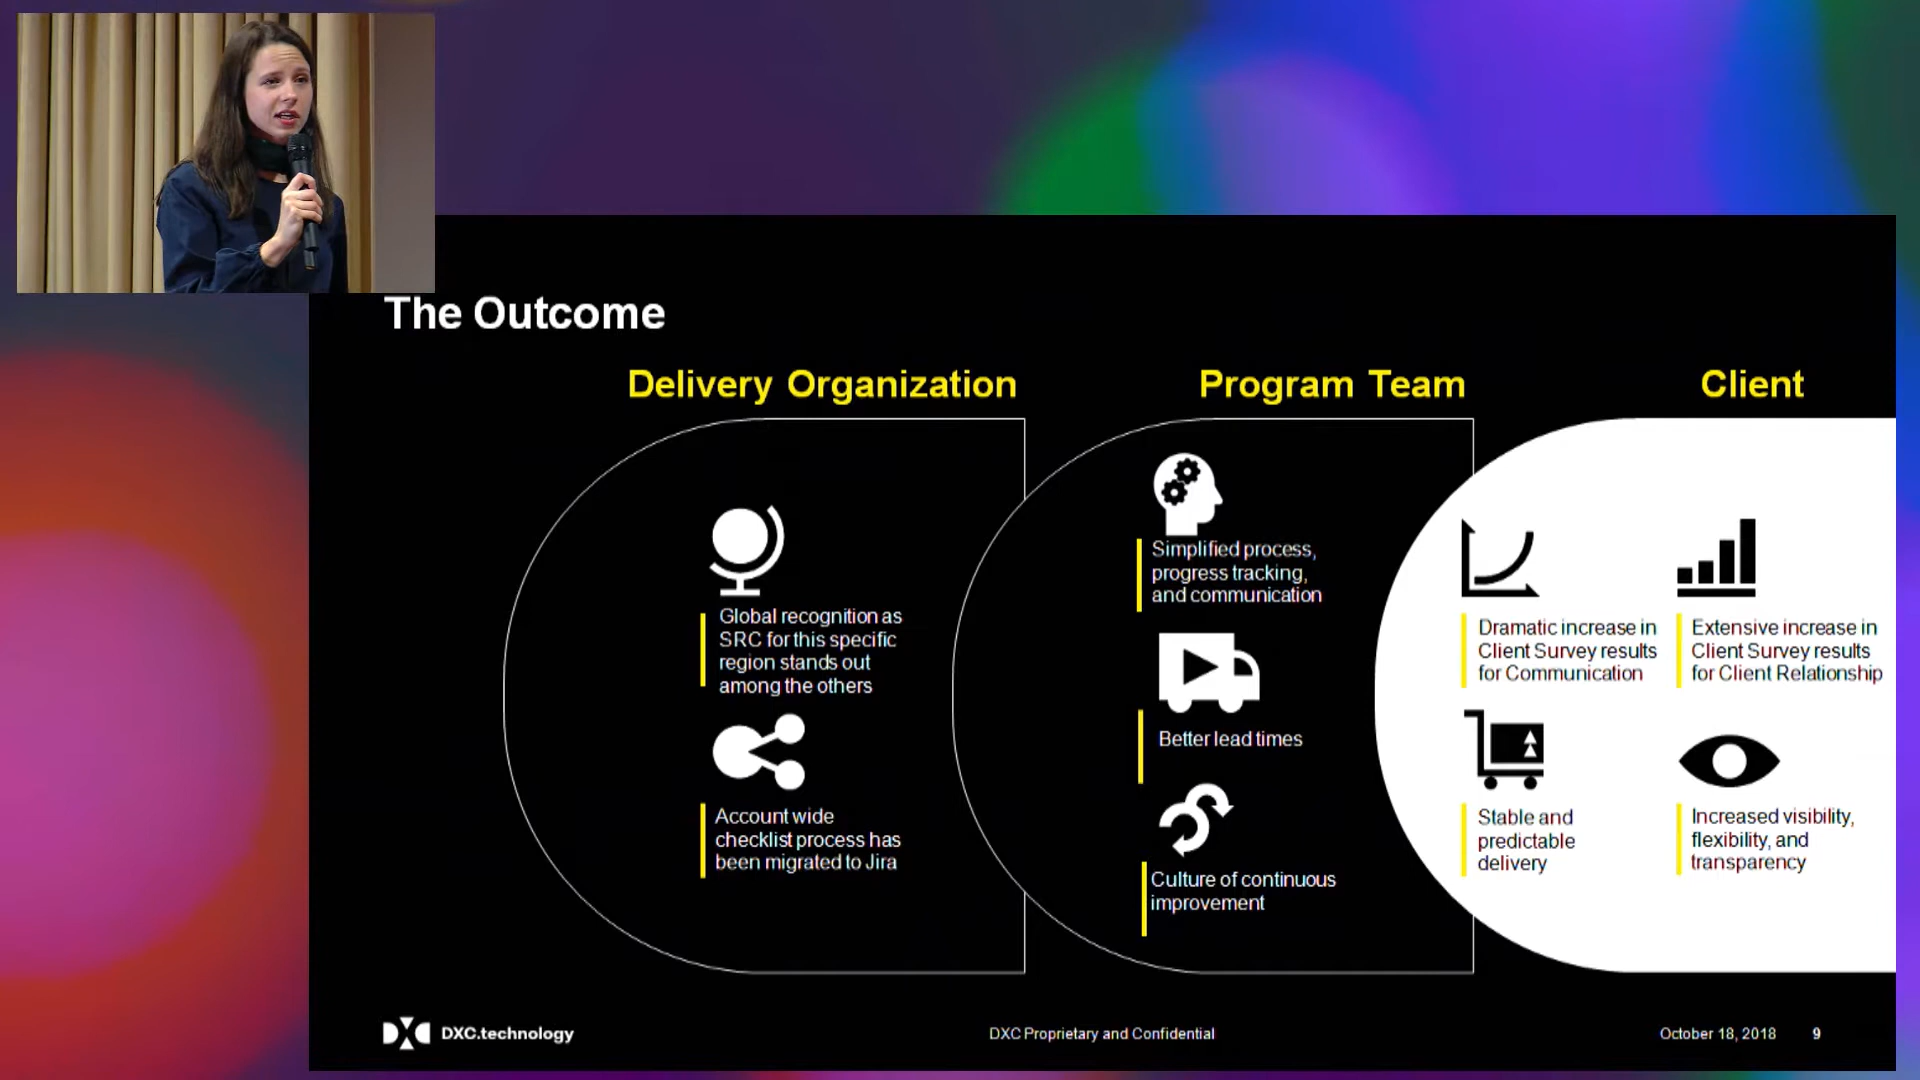 The Outcome
Delivery Organization
Program Team
Client
Global recognition as
SRC for this specific
region stands out
among the others
Account wide
checklist process has
been migrated to Jira
Simplified process,
progress tracking,
and communication
Better lead times
Culture of continuous
improvement
Dramatic increase in
Client Survey results
for Communication
Extensive increase in
Client Survey results
for Client Relationship
Stable and
predictable
delivery
Increased visibility,
flexibility, and
transparency
DXC.technology
DXC Proprietary and Confidential
October 18, 2018
9